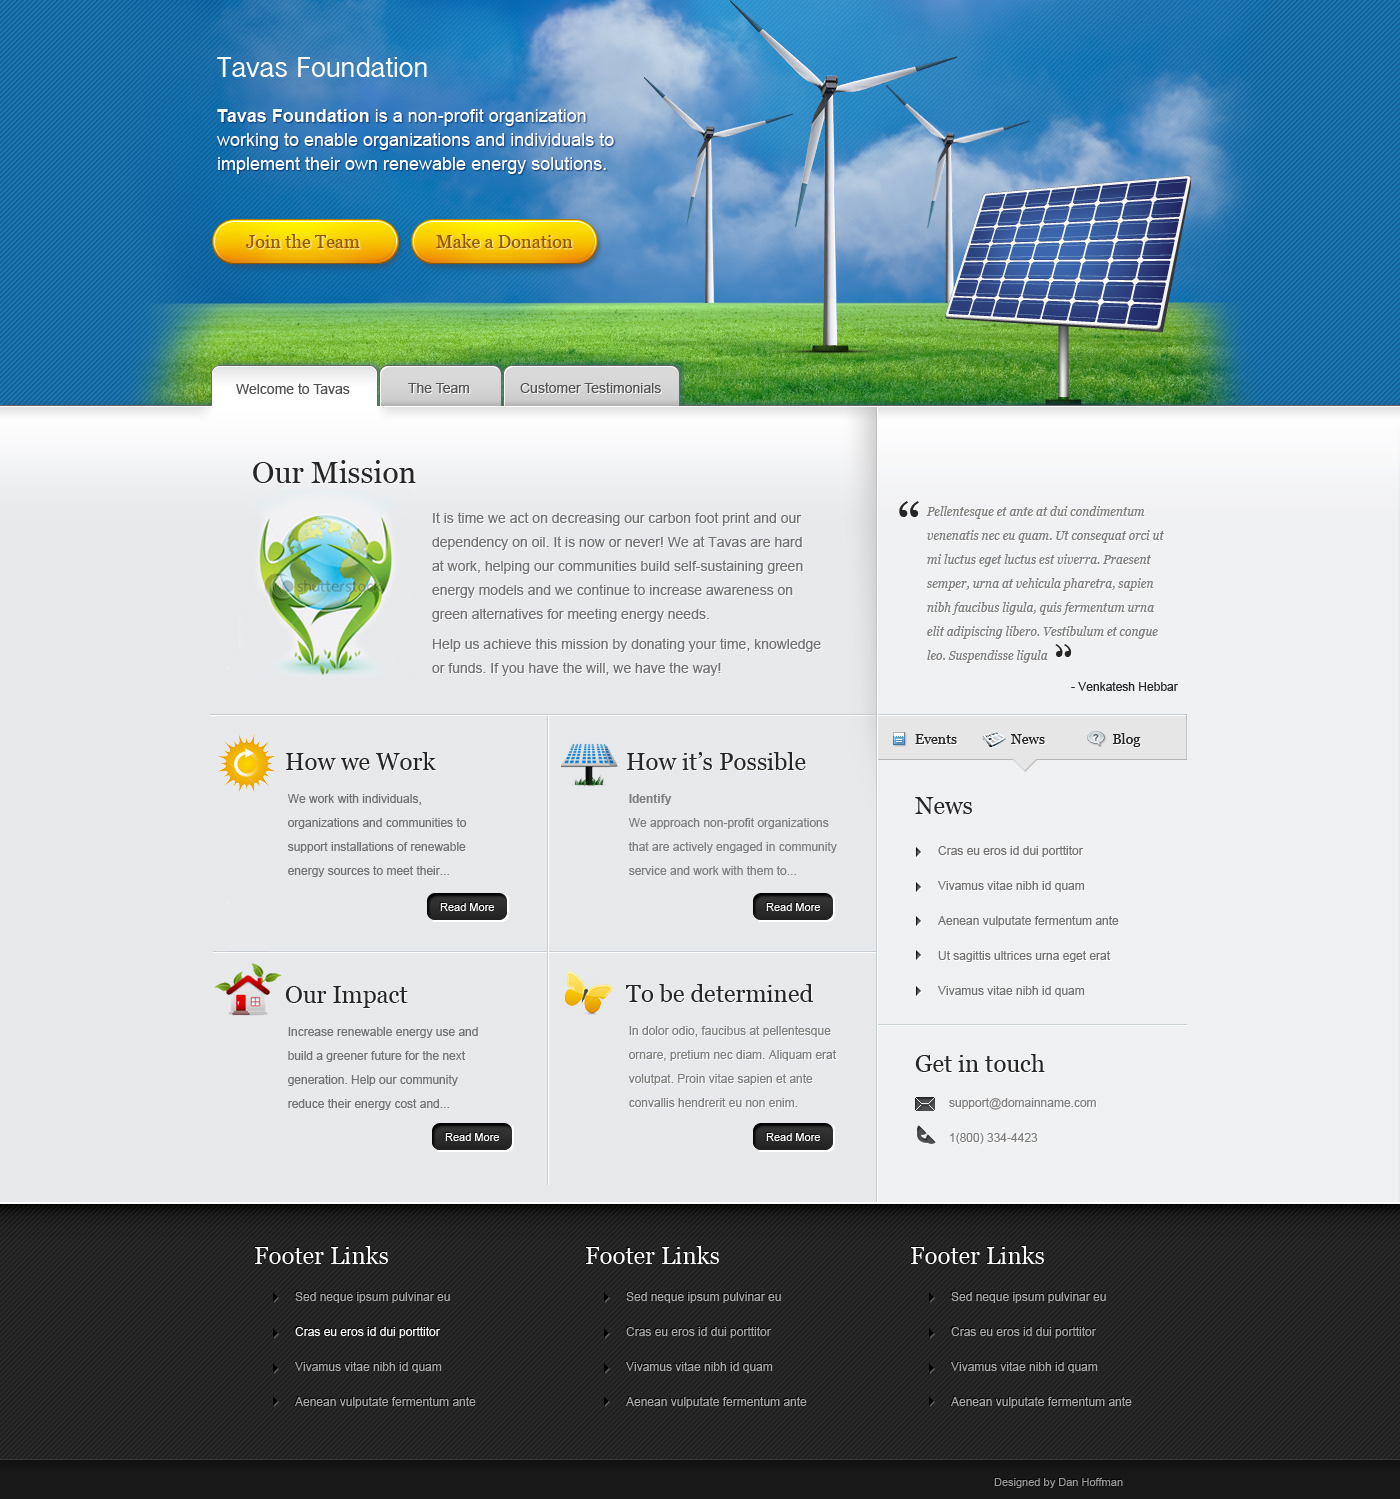 Tavas Foundation
Tavas Foundation is a non-profit organization
working to enable organizations and individuals to
implement their own renewable energy solutions.
Join the Team
Make a Donation
Welcome to Tavas
The Team
Customer Testimonials
Our Mission
shutterstock
It is time we act on decreasing our carbon foot print and our
dependency on oil. It is now or never! We at Tavas are hard
at work, helping our communities build self-sustaining green
energy models and we continue to increase awareness on
green alternatives for meeting energy needs.
Help us achieve this mission by donating your time, knowledge
or funds. If you have the will, we have the way!
“ Pellentesque et ante at dui condimentum
venenatis nec eu quam. Ut consequat orci ut
mi luctus eget luctus est viverra. Praesent
semper, urna at vehicula pharetra, sapien
nibh faucibus ligula, quis fermentum urna
elit adipiscing libero. Vestibulum et congue
leo. Suspendisse ligula ”
- Venkatesh Hebbar
How we Work
We work with individuals,
organizations and communities to
support installations of renewable
energy sources to meet their...
Read More
How it’s Possible
Identify
We approach non-profit organizations
that are actively engaged in community
service and work with them to...
Read More
Our Impact
Increase renewable energy use and
build a greener future for the next
generation. Help our community
reduce their energy cost and...
Read More
To be determined
In dolor odio, faucibus at pellentesque
ornare, pretium nec diam. Aliquam erat
volutpat. Proin vitae sapien et ante
convallis hendrerit eu non enim.
Read More
Events
News
Blog
News
Cras eu eros id dui porttitor
Vivamus vitae nibh id quam
Aenean vulputate fermentum ante
Ut sagittis ultrices urna eget erat
Vivamus vitae nibh id quam
Get in touch
support@domainname.com
1(800) 334-4423
Footer Links
Sed neque ipsum pulvinar eu
Cras eu eros id dui porttitor
Vivamus vitae nibh id quam
Aenean vulputate fermentum ante
Footer Links
Sed neque ipsum pulvinar eu
Cras eu eros id dui porttitor
Vivamus vitae nibh id quam
Aenean vulputate fermentum ante
Footer Links
Sed neque ipsum pulvinar eu
Cras eu eros id dui porttitor
Vivamus vitae nibh id quam
Aenean vulputate fermentum ante
Designed by Dan Hoffman